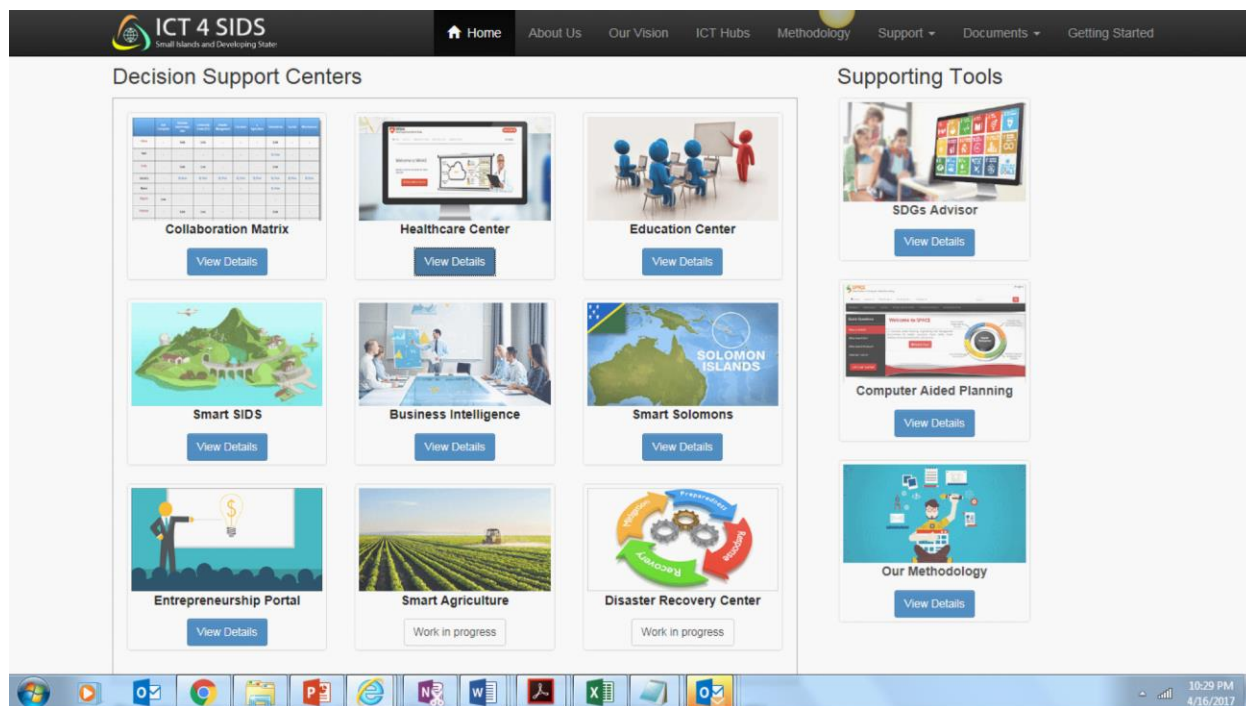 ICT 4 SIDS
Small Islands and Developing States
Home
About Us
Our Vision
ICT Hubs
Methodology
Support
Documents
Getting Started
Decision Support Centers
Supporting Tools
Collaboration Matrix
View Details
Healthcare Center
View Details
Education Center
View Details
SDGs Advisor
View Details
Smart SIDS
View Details
Business Intelligence
View Details
SOLOMON
ISLANDS
Smart Solomons
View Details
Welcome to SPICE
Computer Aided Planning
View Details
Entrepreneurship Portal
View Details
Smart Agriculture
Work in progress
Preparedness
Response
Recovery
Mitigation
Disaster Recovery Center
Work in progress
Our Methodology
View Details
10:29 PM
4/16/2017